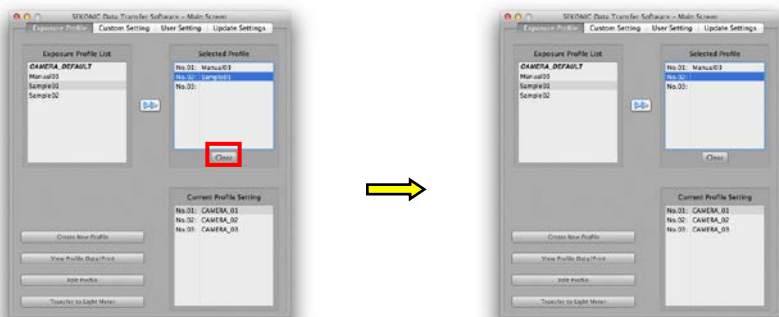 SEKONIC Data Transfer Software – Main Screen
Exposure Profile Custom Setting User Setting Update Settings
Exposure Profile List
CAMERA_DEFAULT
Manual03
Sample01
Sample02
Selected Profile
No.01: Manual03
No.02: Sample01
No.03:
Clear
Current Profile Setting
No.01: CAMERA_01
No.02: CAMERA_02
No.03: CAMERA_03
Create New Profile
View Profile Data/Print
Edit Profile
Transfer to Light Meter
SEKONIC Data Transfer Software – Main Screen
Exposure Profile Custom Setting User Setting Update Settings
Exposure Profile List
CAMERA_DEFAULT
Manual03
Sample01
Sample02
Selected Profile
No.01: Manual03
No.02:
No.03:
Clear
Current Profile Setting
No.01: CAMERA_01
No.02: CAMERA_02
No.03: CAMERA_03
Create New Profile
View Profile Data/Print
Edit Profile
Transfer to Light Meter